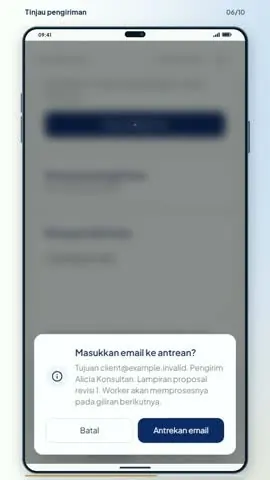 Tinjau pengiriman
06/10
09:41
Masukkan email ke antrean?
Tujuan client@example.invalid. Pengirim
Alicia Konsultan. Lampiran proposal
revisi 1. Worker akan memprosesnya
pada giliran berikutnya.
Batal
Antrekan email